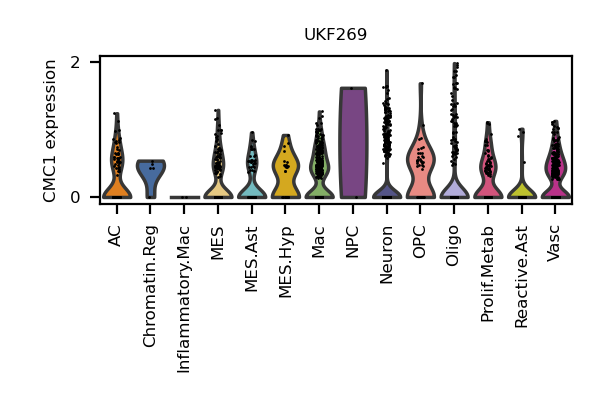 UKF269
CMC1 expression
2
0
AC
Chromatin.Reg
Inflammatory.Mac
MES
MES.Ast
MES.Hyp
Mac
NPC
Neuron
OPC
Oligo
Prolif.Metab
Reactive.Ast
Vasc